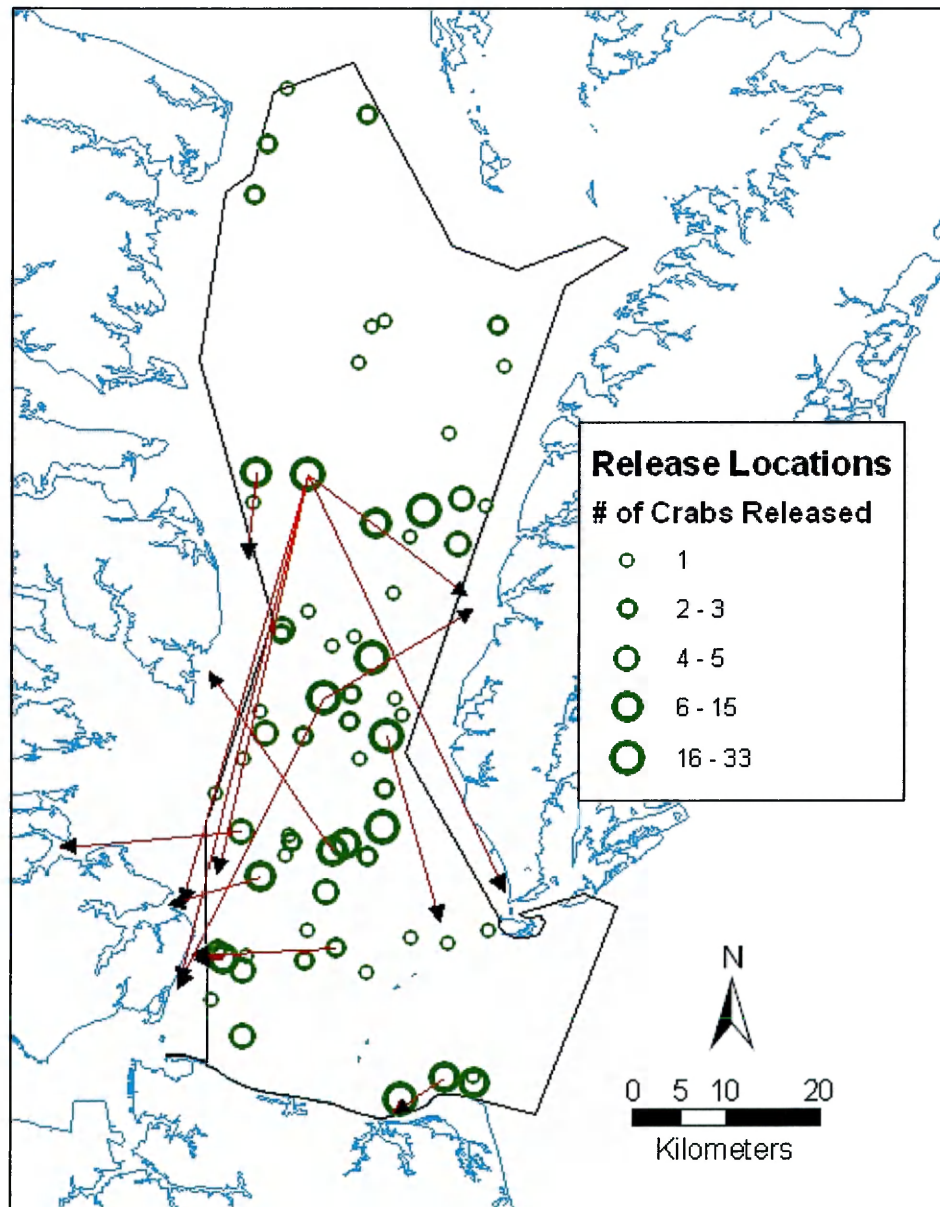 Release Locations
# of Crabs Released
1
2 - 3
4 - 5
6 - 15
16 - 33
N
0 5 10 20
Kilometers